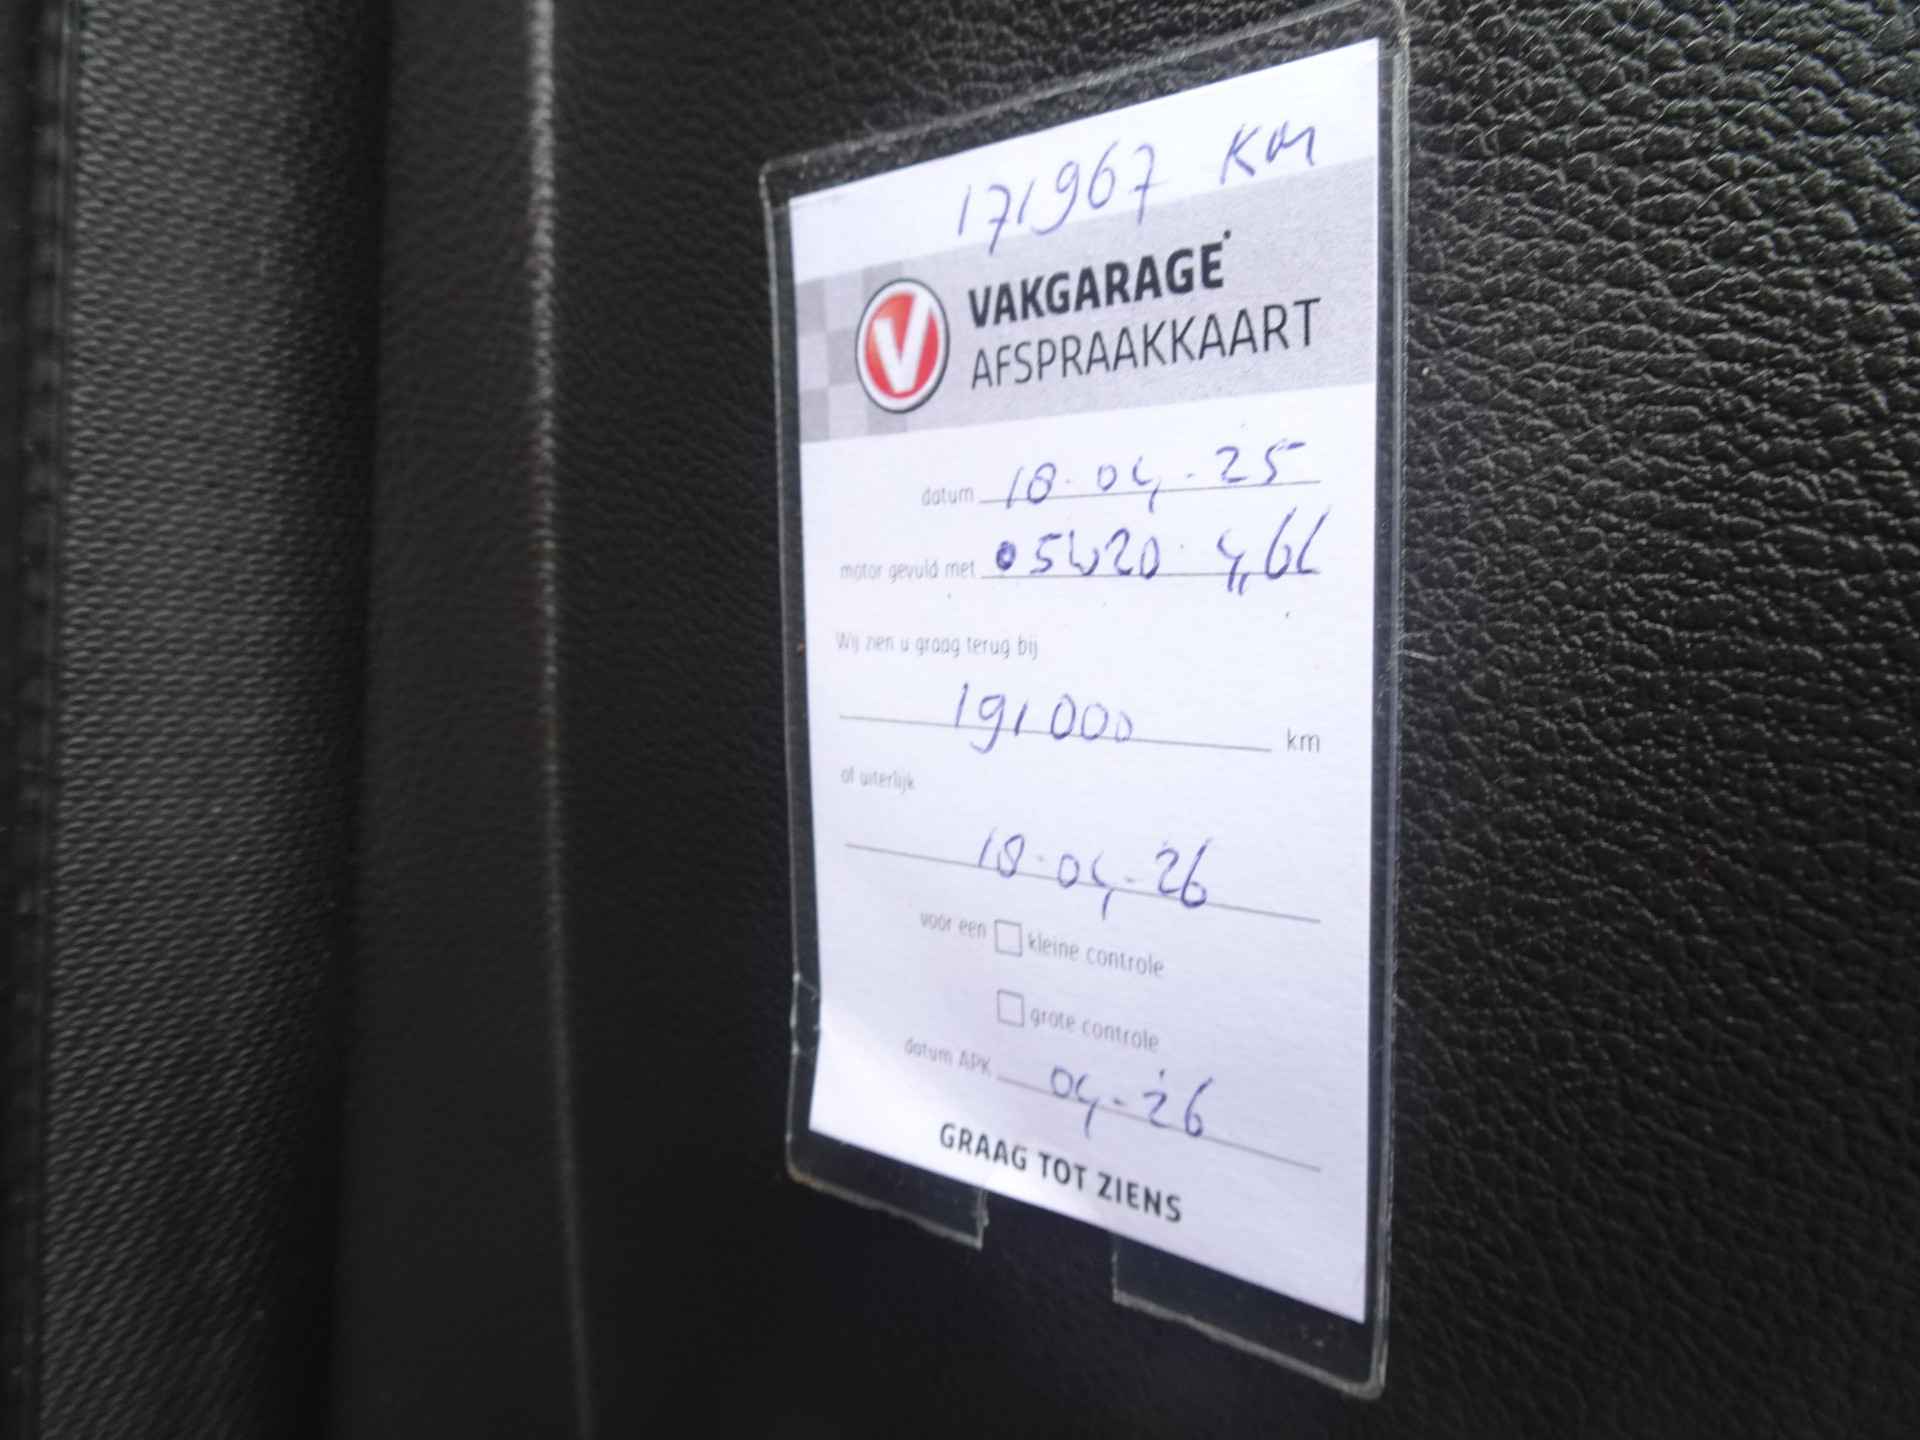 171967 KM
V VAKGARAGE
AFSPRAAKKAART
datum 18-04-25
motor gevuld met 5W20 4,6L
Wij zien u graag terug bij
191000 km
of uiterlijk
18-04-26
voor een kleine controle
grote controle
datum APK 04-26
GRAAG TOT ZIENS